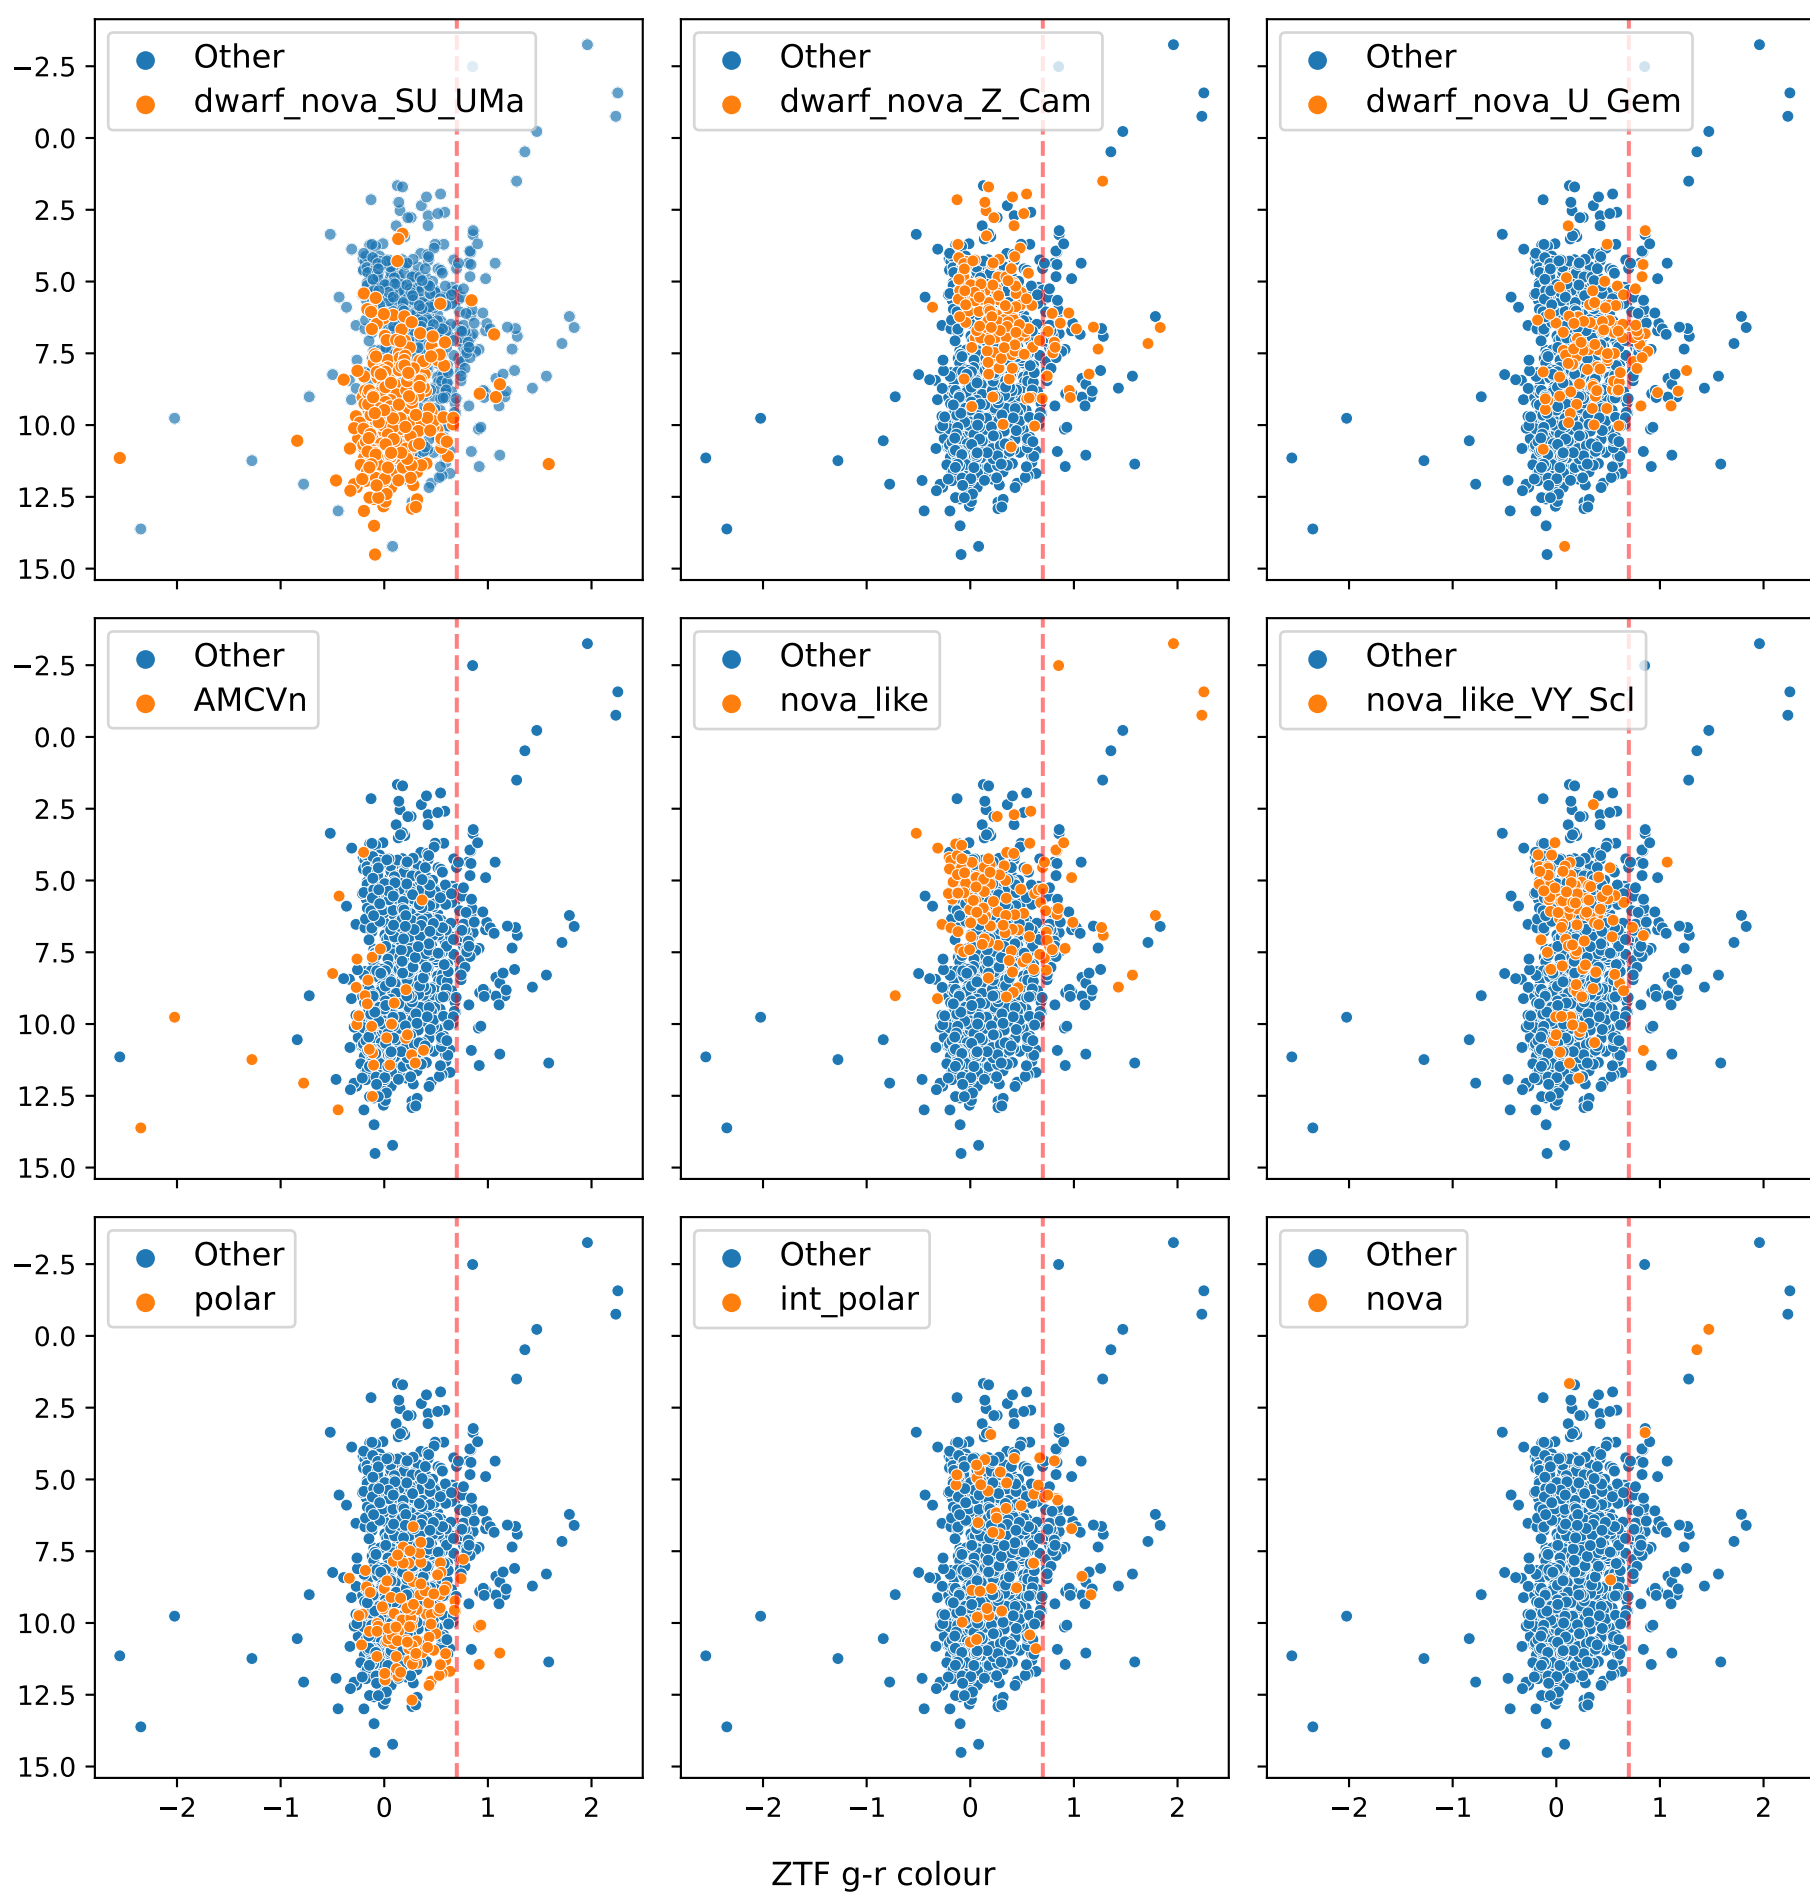 Other
dwarf_nova_SU_UMa
Other
dwarf_nova_Z_Cam
Other
dwarf_nova_U_Gem
−2.5
0.0
2.5
5.0
7.5
10.0
12.5
15.0
Other
AMCVn
Other
nova_like
Other
nova_like_VY_Scl
−2.5
0.0
2.5
5.0
7.5
10.0
12.5
15.0
Other
polar
Other
int_polar
Other
nova
−2.5
0.0
2.5
5.0
7.5
10.0
12.5
15.0
−2 −1 0 1 2
−2 −1 0 1 2
−2 −1 0 1 2
ZTF g-r colour